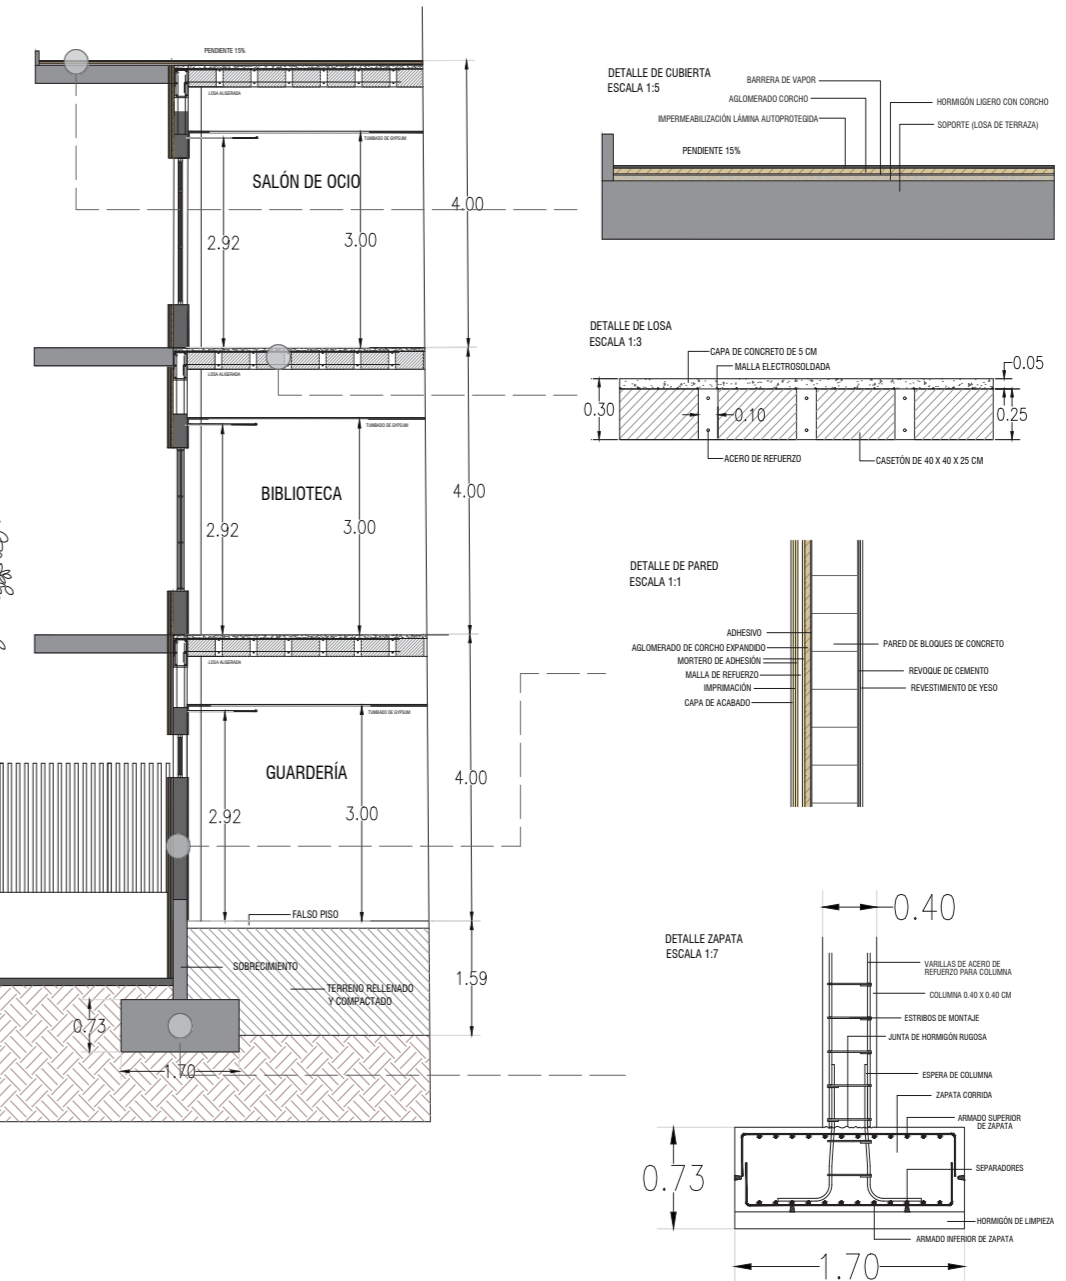 PENDIENTE 15%
LOSA ALIGERADA
TUMBADO DE GYPSUM
SALÓN DE OCIO
2.92
3.00
4.00
LOSA ALIGERADA
TUMBADO DE GYPSUM
BIBLIOTECA
2.92
3.00
4.00
LOSA ALIGERADA
TUMBADO DE GYPSUM
GUARDERÍA
2.92
3.00
4.00
FALSO PISO
SOBRECIMIENTO
TERRENO RELLENADO
Y COMPACTADO
1.59
0.73
1.70
DETALLE DE CUBIERTA
ESCALA 1:5
BARRERA DE VAPOR
AGLOMERADO CORCHO
IMPERMEABILIZACIÓN LÁMINA AUTOPROTEGIDA
HORMIGÓN LIGERO CON CORCHO
SOPORTE (LOSA DE TERRAZA)
PENDIENTE 15%
DETALLE DE LOSA
ESCALA 1:3
CAPA DE CONCRETO DE 5 CM
MALLA ELECTROSOLDADA
0.05
0.30
0.10
0.25
ACERO DE REFUERZO
CASETÓN DE 40 X 40 X 25 CM
DETALLE DE PARED
ESCALA 1:1
ADHESIVO
AGLOMERADO DE CORCHO EXPANDIDO
MORTERO DE ADHESIÓN
MALLA DE REFUERZO
IMPRIMACIÓN
CAPA DE ACABADO
PARED DE BLOQUES DE CONCRETO
REVOQUE DE CEMENTO
REVESTIMIENTO DE YESO
DETALLE ZAPATA
ESCALA 1:7
0.40
VARILLAS DE ACERO DE
REFUERZO PARA COLUMNA
COLUMNA 0.40 X 0.40 CM
ESTRIBOS DE MONTAJE
JUNTA DE HORMIGÓN RUGOSA
ESPERA DE COLUMNA
ZAPATA CORRIDA
ARMADO SUPERIOR
DE ZAPATA
SEPARADORES
HORMIGÓN DE LIMPIEZA
ARMADO INFERIOR DE ZAPATA
0.73
1.70